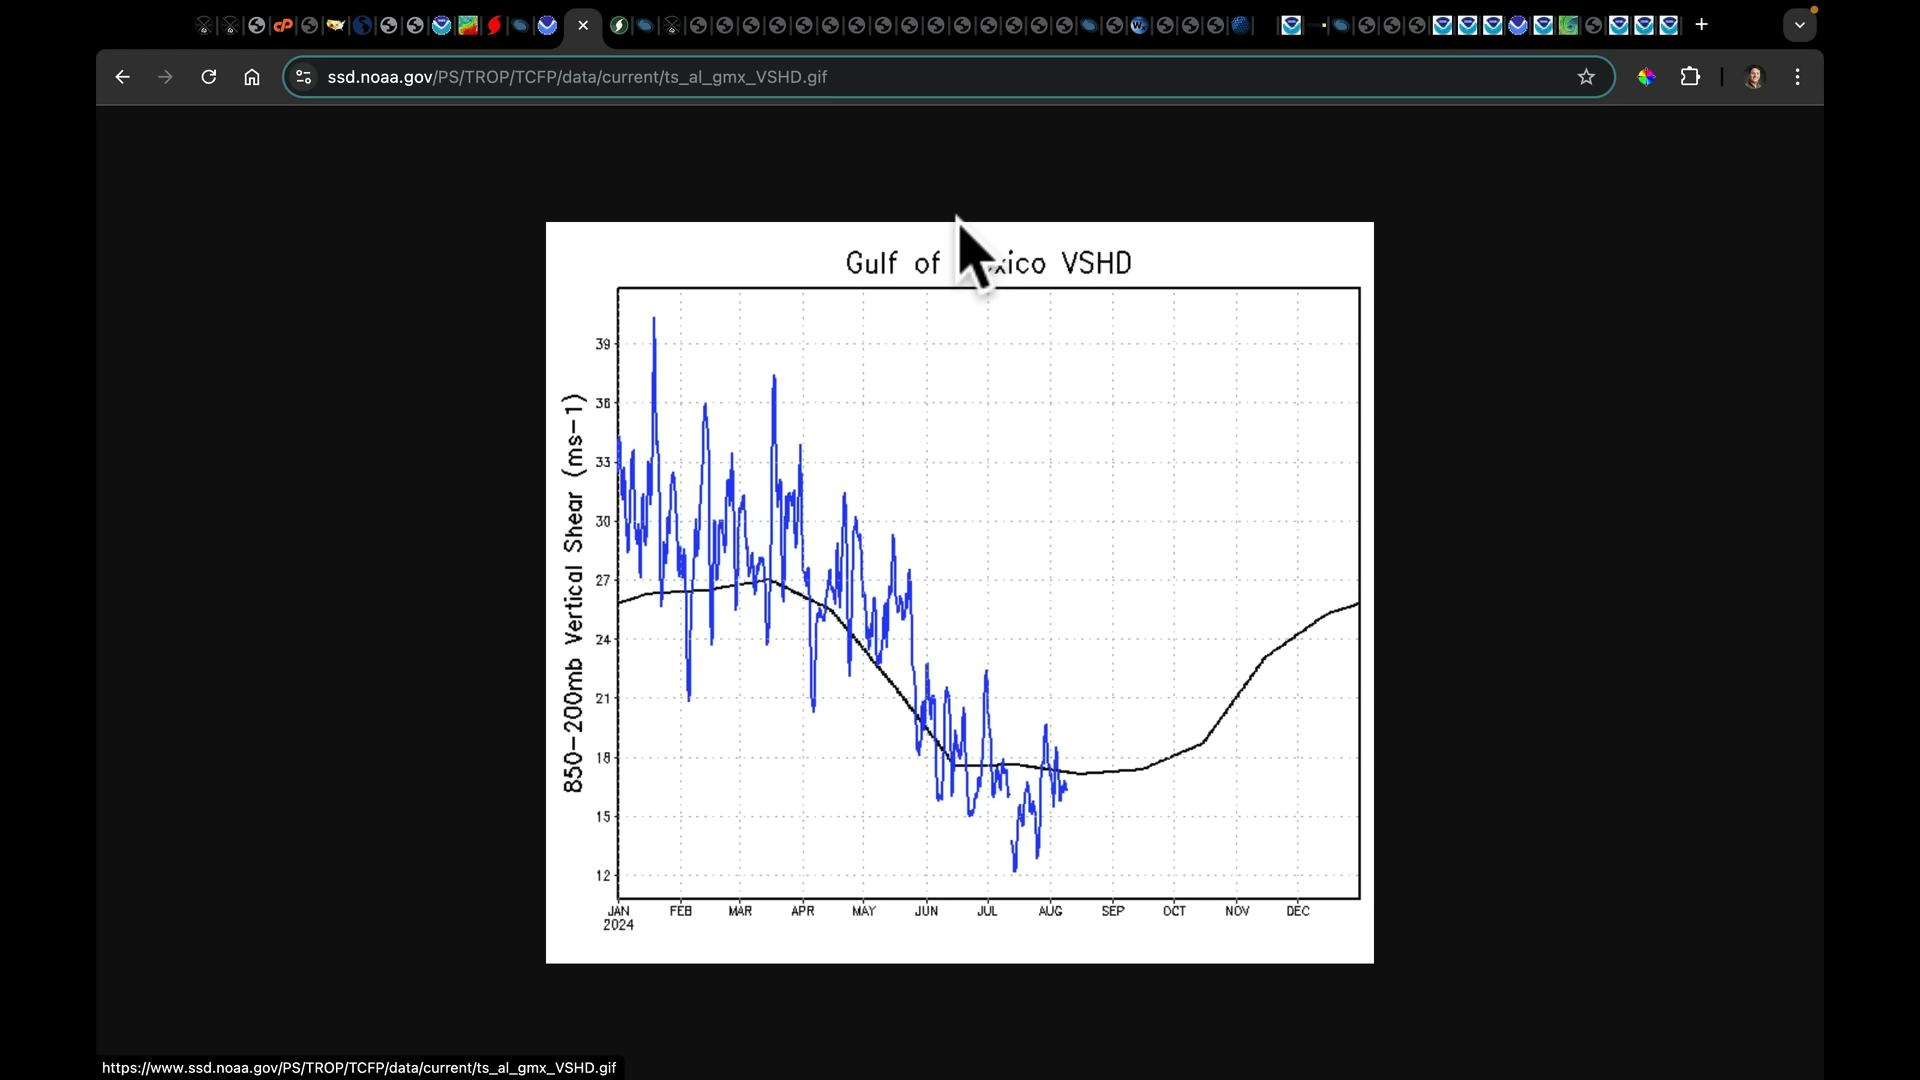 ssd.noaa.gov/PS/TROP/TCFP/data/current/ts_al_gmx_VSHD.gif
Gulf of xico VSHD
850-200mb Vertical Shear (ms-1)
39
36
33
30
27
24
21
18
15
12
JAN FEB MAR APR MAY JUN JUL AUG SEP OCT NOV DEC
2024
https://www.ssd.noaa.gov/PS/TROP/TCFP/data/current/ts_al_gmx_VSHD.gif